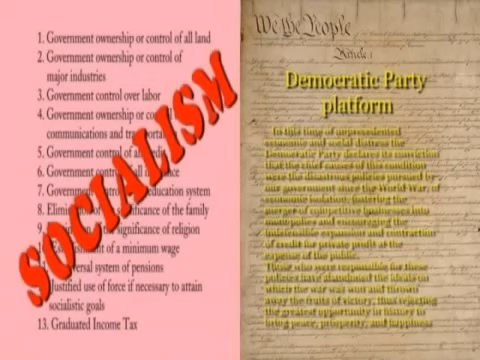 1. Government ownership or control of all land
2. Government ownership or control of
major industries
3. Government control over labor
4. Government ownership or
communications and
5. Government control of
6. Government
7. Government education system
8. of the family
9. significance of religion
of a minimum wage
system of pensions
Justified use of force if necessary to attain
socialistic goals
13. Graduated Income Tax
SOCIALISM
We the People
Article 1
Democratic Party
platform
In this time of unprecedented
economic and social distress the
Democratic Party declares its conviction
that the chief causes of this condition
were the disastrous policies pursued by
our government since the World War, of
economic isolation, fostering the
merger of competitive businesses into
monopolies and encouraging the
indefensible expansion and contraction
of credit for private profit at the
expense of the public.
Those who were responsible for these
policies have abandoned the ideals on
which the war was won and thrown
away the fruits of victory, thus rejecting
the greatest opportunity in history to
bring peace, prosperity, and happiness